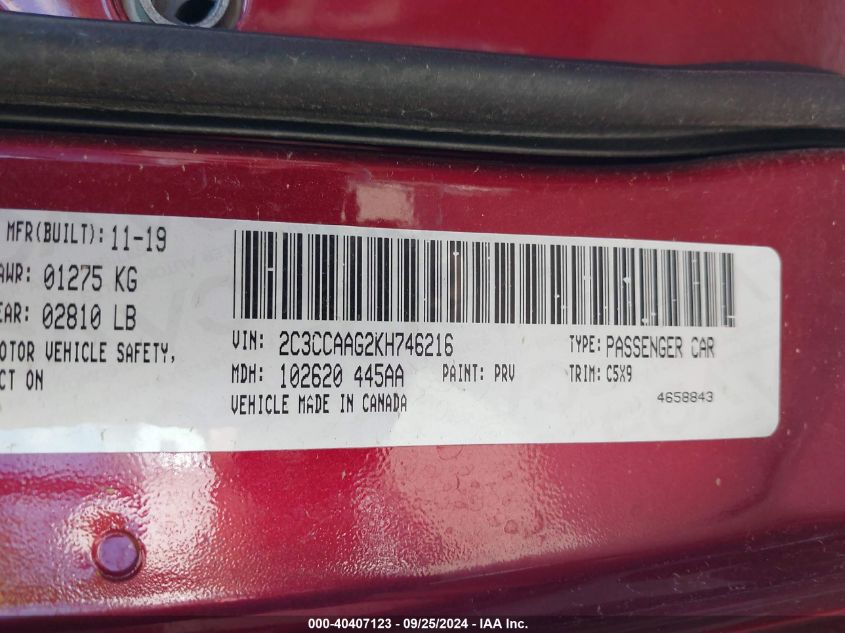 MFR(BUILT): 11-19
AWR: 01275 KG
EAR: 02810 LB
OTOR VEHICLE SAFETY,
CT ON
VIN: 2C3CCAAG2KH746216 TYPE: PASSENGER CAR
MDH: 102620 445AA PAINT: PRV TRIM: C5X9
VEHICLE MADE IN CANADA 4658843
000-40407123 - 09/25/2024 - IAA Inc.